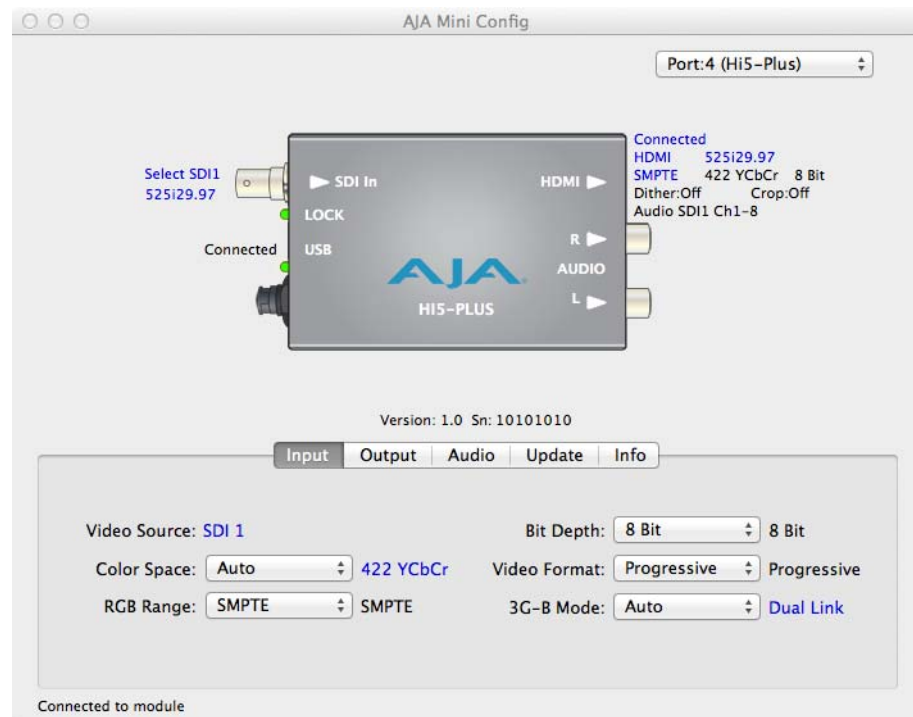 AJA Mini Config
Port:4 (Hi5-Plus)
Select SDI1
525i29.97
Connected
SDI In
LOCK
USB
HDMI
R
AUDIO
L
AJA
HI5-PLUS
Connected
HDMI 525i29.97
SMPTE 422 YCbCr 8 Bit
Dither:Off Crop:Off
Audio SDI1 Ch1-8
Version: 1.0 Sn: 10101010
Input Output Audio Update Info
Video Source: SDI 1
Bit Depth: 8 Bit 8 Bit
Color Space: Auto 422 YCbCr
Video Format: Progressive Progressive
RGB Range: SMPTE SMPTE
3G-B Mode: Auto Dual Link
Connected to module